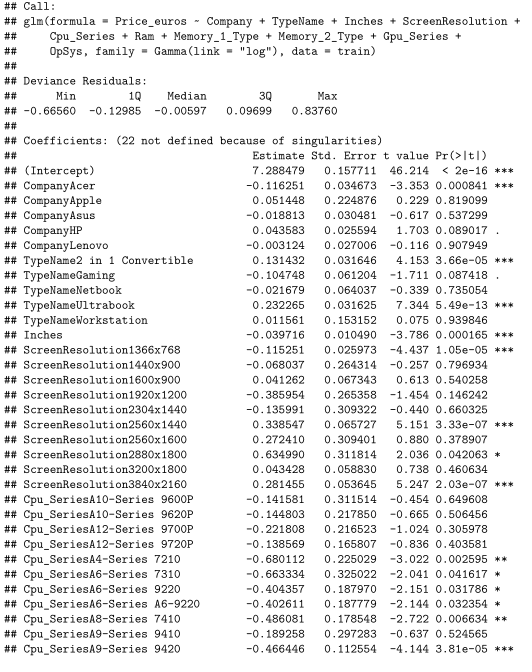 ## Call:
## glm(formula = Price_euros ~ Company + TypeName + Inches + ScreenResolution +
##     Cpu_Series + Ram + Memory_1_Type + Memory_2_Type + Gpu_Series +
##     OpSys, family = Gamma(link = "log"), data = train)
##
## Deviance Residuals:
##      Min        1Q    Median        3Q       Max
## -0.66560  -0.12985  -0.00597   0.09699   0.83760
##
## Coefficients: (22 not defined because of singularities)
##                              Estimate Std. Error t value Pr(>|t|)
## (Intercept)                  7.288479   0.157711  46.214  < 2e-16 ***
## CompanyAcer                 -0.116251   0.034673  -3.353 0.000841 ***
## CompanyApple                 0.051448   0.224876   0.229 0.819099
## CompanyAsus                 -0.018813   0.030481  -0.617 0.537299
## CompanyHP                    0.043583   0.025594   1.703 0.089017 .
## CompanyLenovo               -0.003124   0.027006  -0.116 0.907949
## TypeName2 in 1 Convertible   0.131432   0.031646   4.153 3.66e-05 ***
## TypeNameGaming              -0.104748   0.061204  -1.711 0.087418 .
## TypeNameNetbook             -0.021679   0.064037  -0.339 0.735054
## TypeNameUltrabook            0.232265   0.031625   7.344 5.49e-13 ***
## TypeNameWorkstation          0.011561   0.153152   0.075 0.939846
## Inches                      -0.039716   0.010490  -3.786 0.000165 ***
## ScreenResolution1366x768    -0.115251   0.025973  -4.437 1.05e-05 ***
## ScreenResolution1440x900    -0.068037   0.264314  -0.257 0.796934
## ScreenResolution1600x900     0.041262   0.067343   0.613 0.540258
## ScreenResolution1920x1200   -0.385954   0.265358  -1.454 0.146242
## ScreenResolution2304x1440   -0.135991   0.309322  -0.440 0.660325
## ScreenResolution2560x1440    0.338547   0.065727   5.151 3.33e-07 ***
## ScreenResolution2560x1600    0.272410   0.309401   0.880 0.378907
## ScreenResolution2880x1800    0.634990   0.311814   2.036 0.042063 *
## ScreenResolution3200x1800    0.043428   0.058830   0.738 0.460634
## ScreenResolution3840x2160    0.281455   0.053645   5.247 2.03e-07 ***
## Cpu_SeriesA10-Series 9600P  -0.141581   0.311514  -0.454 0.649608
## Cpu_SeriesA10-Series 9620P  -0.144803   0.217850  -0.665 0.506456
## Cpu_SeriesA12-Series 9700P  -0.221808   0.216523  -1.024 0.305978
## Cpu_SeriesA12-Series 9720P  -0.138569   0.165807  -0.836 0.403581
## Cpu_SeriesA4-Series 7210    -0.680112   0.225029  -3.022 0.002595 **
## Cpu_SeriesA6-Series 7310    -0.663334   0.325022  -2.041 0.041617 *
## Cpu_SeriesA6-Series 9220    -0.404357   0.187970  -2.151 0.031786 *
## Cpu_SeriesA6-Series A6-9220 -0.402611   0.187779  -2.144 0.032354 *
## Cpu_SeriesA8-Series 7410    -0.486081   0.178548  -2.722 0.006634 **
## Cpu_SeriesA9-Series 9410    -0.189258   0.297283  -0.637 0.524565
## Cpu_SeriesA9-Series 9420    -0.466446   0.112554  -4.144 3.81e-05 ***